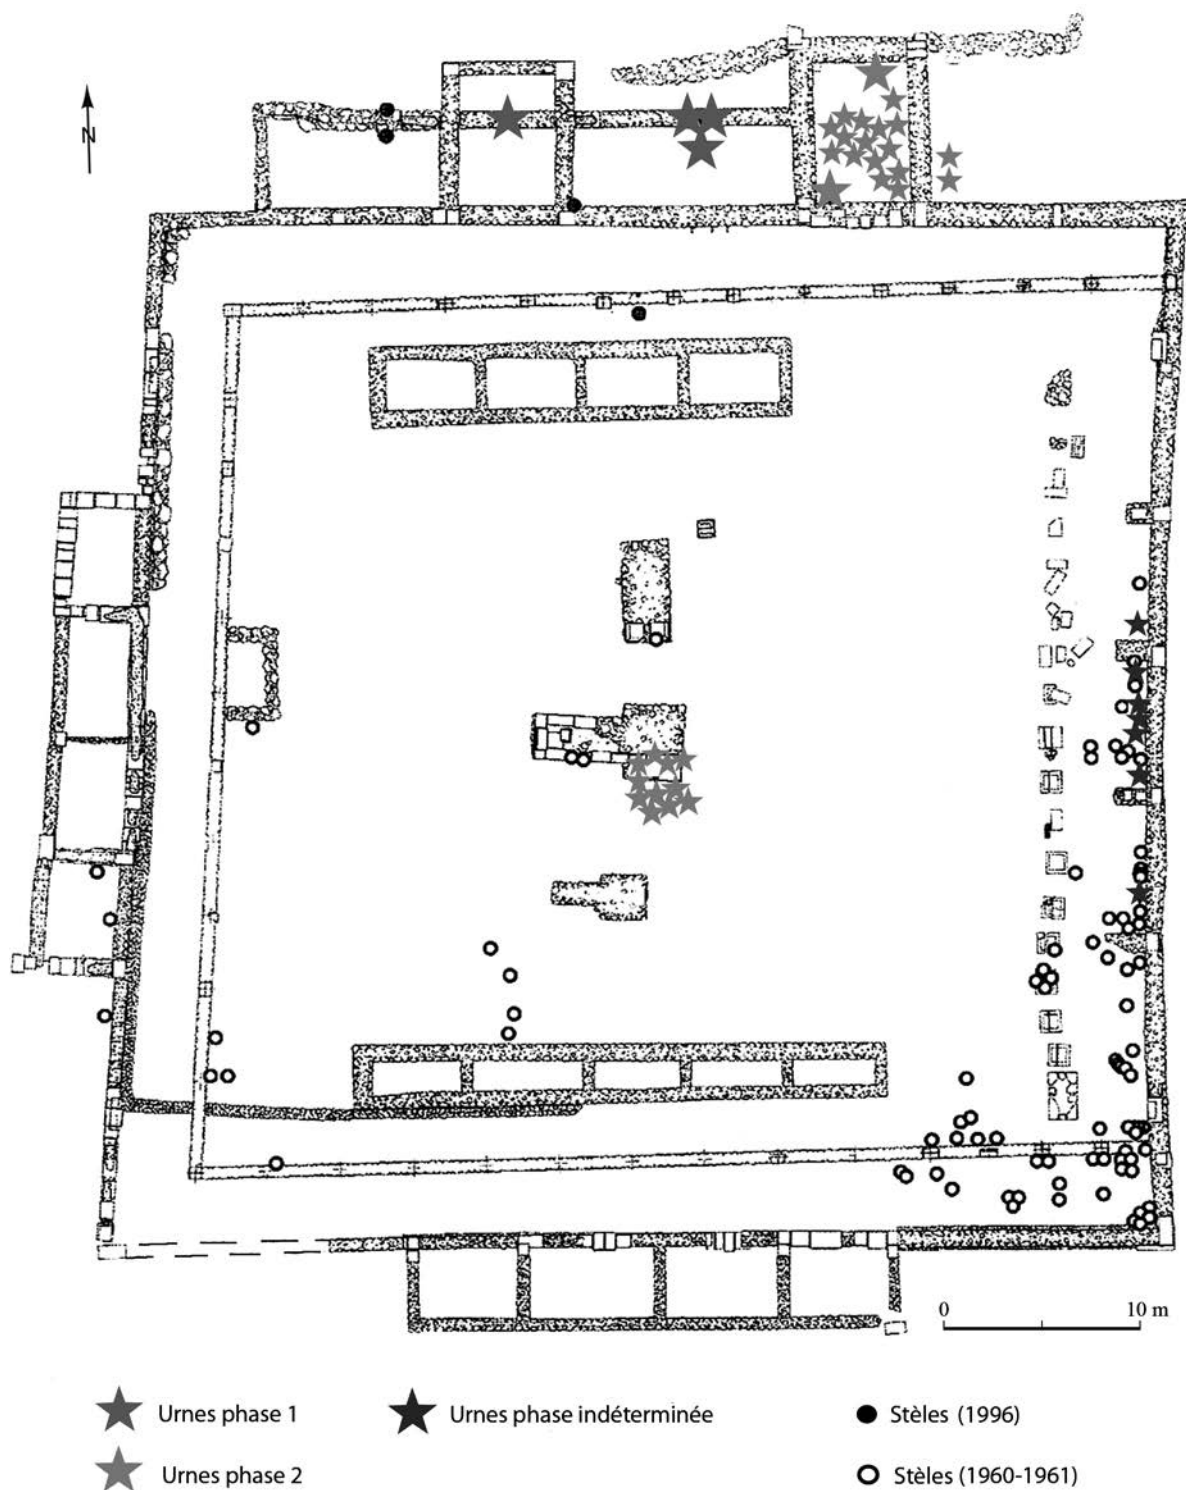 N
0 10 m
Urnes phase 1 Urnes phase indéterminée Stèles (1996)
Urnes phase 2 Stèles (1960-1961)